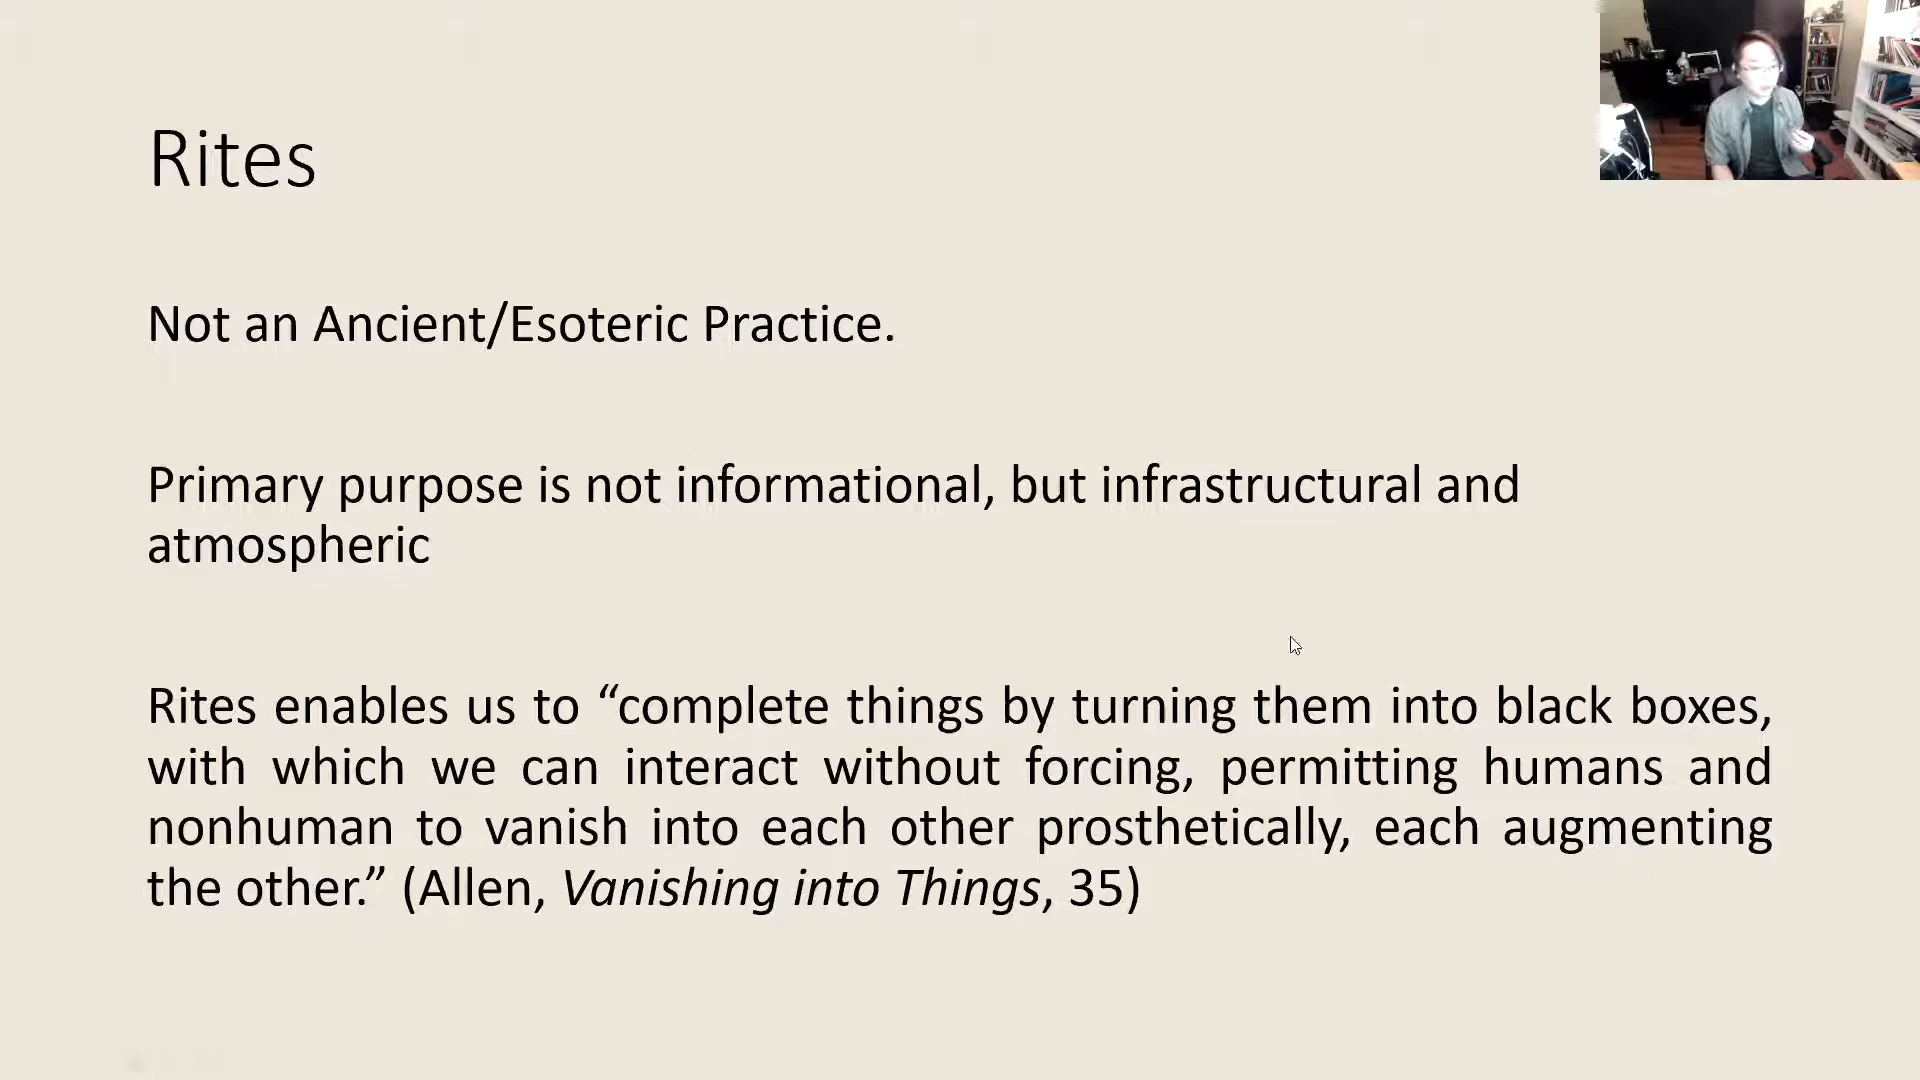 Rites
Not an Ancient/Esoteric Practice.
Primary purpose is not informational, but infrastructural and
atmospheric
Rites enables us to “complete things by turning them into black boxes,
with which we can interact without forcing, permitting humans and
nonhuman to vanish into each other prosthetically, each augmenting
the other.” (Allen, Vanishing into Things, 35)